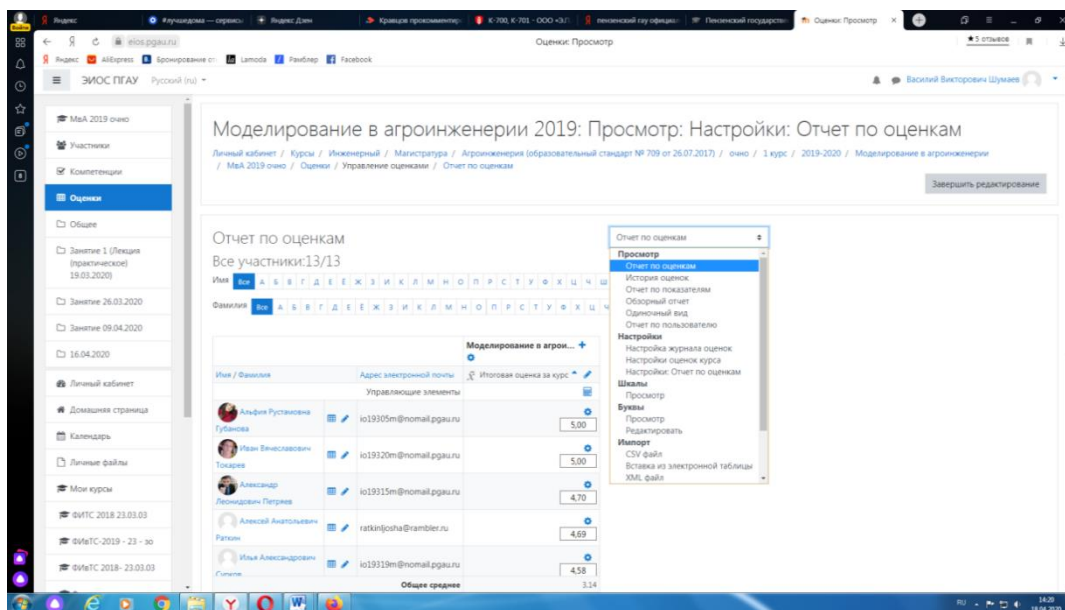 Яндекс
#лучшедома — сервисы
Яндекс Дзен
Кравцов прокомментир
К-700, К-701 - ООО «ЭЛ
пензенский гау официал
Пензенский государстве
Оценки: Просмотр
Войти
eios.pgau.ru
Оценки: Просмотр
★5 отзывов
Яндекс
AliExpress
Бронирование от
Lamoda
Рамблер
Facebook
ЭИОС ПГАУ
Русский (ru)
Василий Викторович Шумаев
МвА 2019 очно
Участники
Компетенции
Оценки
Общее
Занятие 1 (Лекция
(практическое)
19.03.2020)
Занятие 26.03.2020
Занятие 09.04.2020
16.04.2020
Личный кабинет
Домашняя страница
Календарь
Личные файлы
Мои курсы
ФИТС 2018 23.03.03
ФИвТС-2019 - 23 - зо
ФИвТС 2018- 23.03.03
Моделирование в агроинженерии 2019: Просмотр: Настройки: Отчет по оценкам
Личный кабинет / Курсы / Инженерный / Магистратура / Агроинженерия (образовательный стандарт № 709 от 26.07.2017) / очно / 1 курс / 2019-2020 / Моделирование в агроинженерии
/ МвА 2019 очно / Оценки / Управление оценками / Отчет по оценкам
Завершить редактирование
Отчет по оценкам
Все участники:13/13
Имя Все А Б В Г Д Е Ё Ж З И К Л М Н О П Р С Т У Ф Х Ц Ч Ш
Фамилия Все А Б В Г Д Е Ё Ж З И К Л М Н О П Р С Т У Ф Х Ц Ч
Моделирование в агрои...
Имя / Фамилия
Адрес электронной почты
Итоговая оценка за курс
Управляющие элементы
Альфия Рустамовна
Губанова
io19305m@nomail.pgau.ru
5,00
Иван Вячеславович
Токарев
io19320m@nomail.pgau.ru
5,00
Александр
Леонидович Петряев
io19315m@nomail.pgau.ru
4,70
Алексей Анатольевич
Раткин
ratkinljosha@rambler.ru
4,69
Илья Александрович
io19319m@nomail.pgau.ru
4,58
Общее среднее
3,14
Отчет по оценкам
Просмотр
Отчет по оценкам
История оценок
Отчет по показателям
Обзорный отчет
Одиночный вид
Отчет по пользователю
Настройки
Настройка журнала оценок
Настройки оценок курса
Настройки: Отчет по оценкам
Шкалы
Просмотр
Буквы
Просмотр
Редактировать
Импорт
CSV файл
Вставка из электронной таблицы
XML файл
RU
14:20
18.04.2020